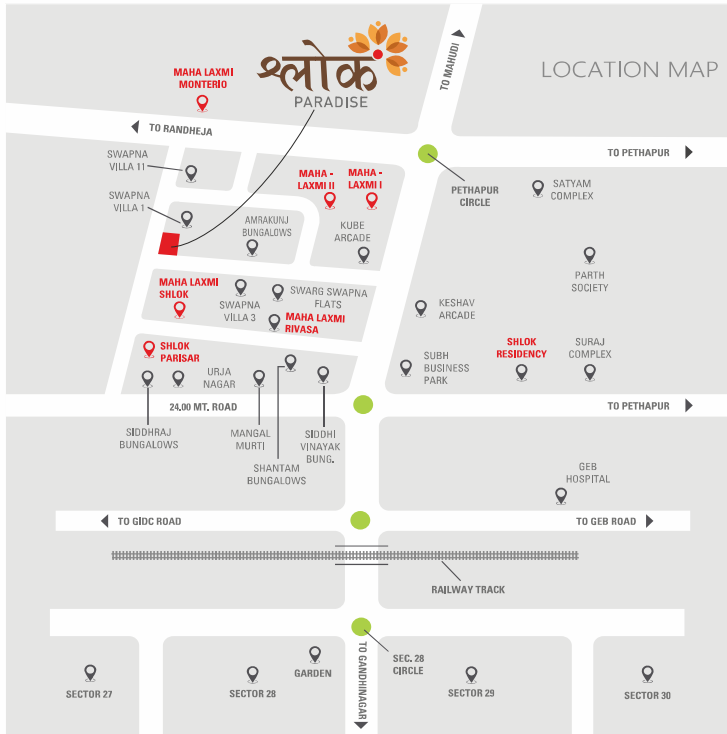 श्लोक
PARADISE
LOCATION MAP
TO MAHUDI
MAHA LAXMI
MONTERIO
TO RANDHEJA
TO PETHAPUR
SWAPNA
VILLA 11
MAHA -
LAXMI II
MAHA -
LAXMI I
PETHAPUR
CIRCLE
SATYAM
COMPLEX
SWAPNA
VILLA 1
AMRAKUNJ
BUNGALOWS
KUBE
ARCADE
PARTH
SOCIETY
MAHA LAXMI
SHLOK
SWAPNA
VILLA 3
SWARG SWAPNA
FLATS
MAHA LAXMI
RIVASA
KESHAV
ARCADE
SHLOK
PARISAR
URJA
NAGAR
SUBH
BUSINESS
PARK
SHLOK
RESIDENCY
SURAJ
COMPLEX
24.00 MT. ROAD
TO PETHAPUR
SIDDHRAJ
BUNGALOWS
MANGAL
MURTI
SHANTAM
BUNGALOWS
SIDDHI
VINAYAK
BUNG.
GEB
HOSPITAL
TO GIDC ROAD
TO GEB ROAD
RAILWAY TRACK
SEC. 28
CIRCLE
TO GANDHINAGAR
GARDEN
SECTOR 27
SECTOR 28
SECTOR 29
SECTOR 30